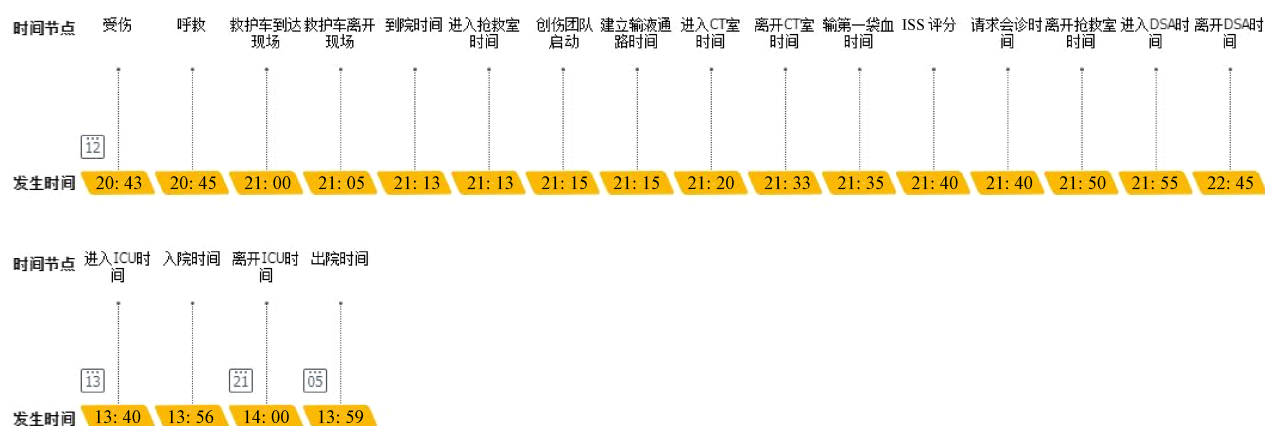 时间节点 受伤 呼救 救护车到达 救护车离开 到院时间 进入抢救室 创伤团队 建立输液通 进入CT室 离开CT室 输第一袋血 ISS 评分 请求会诊时 离开抢救室 进入DSA时 离开DSA时
现场 现场 时间 启动 路时间 时间 时间 时间 间 时间 间 间
12
发生时间 20: 43 20: 45 21: 00 21: 05 21: 13 21: 13 21: 15 21: 15 21: 20 21: 33 21: 35 21: 40 21: 40 21: 50 21: 55 22: 45
时间节点 进入ICU时 入院时间 离开ICU时 出院时间
间 间
13 21 05
发生时间 13: 40 13: 56 14: 00 13: 59